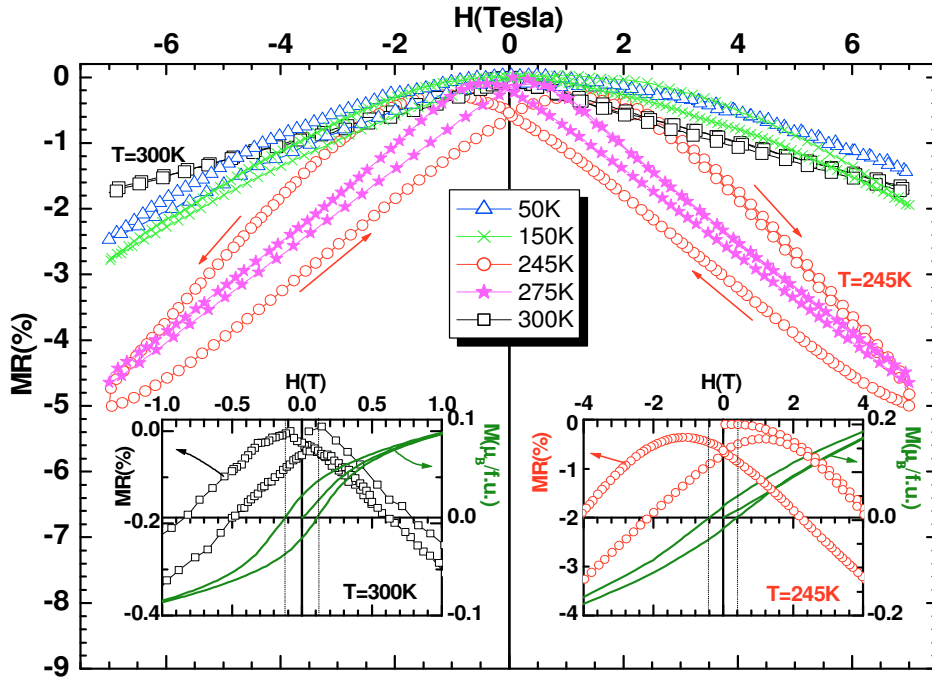 H(Tesla)
-6 -4 -2 0 2 4 6
MR(%)
0
-1
-2
-3
-4
-5
-6
-7
-8
-9
T=300K
T=245K
50K
150K
245K
275K
300K
H(T)
-1.0 -0.5 0.0 0.5 1.0
MR(%)
0.0
-0.2
-0.4
0.1
0.0
-0.1
M(μB/f.u.)
T=300K
H(T)
-4 -2 0 2 4
MR(%)
0
-1
-2
-3
-4
0.2
0.0
-0.2
M(μB/f.u.)
T=245K